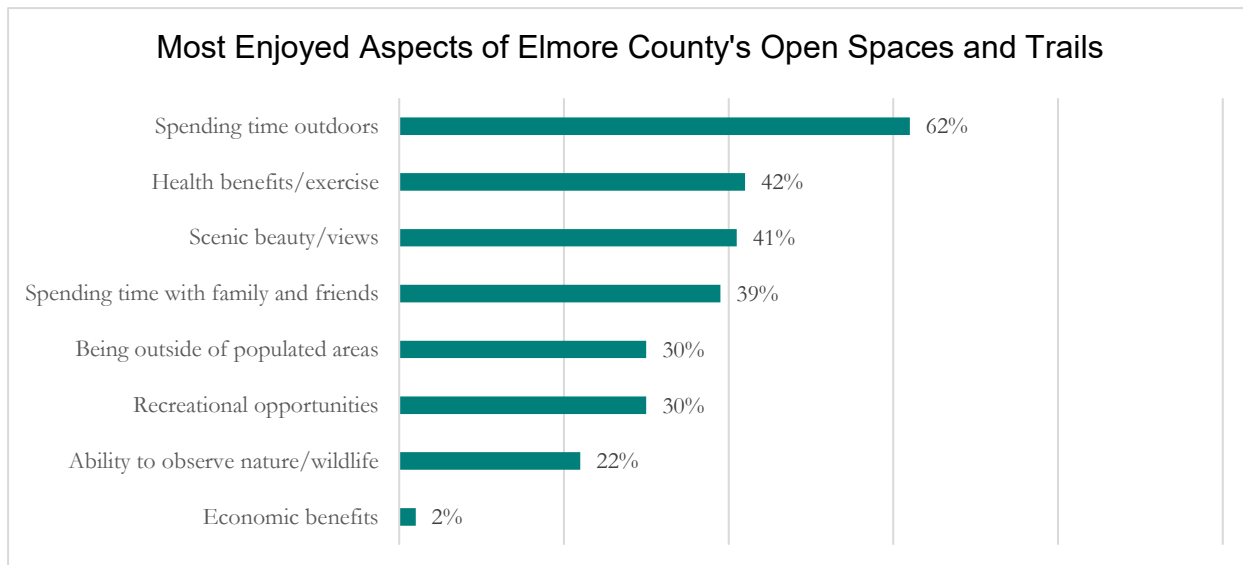 Most Enjoyed Aspects of Elmore County's Open Spaces and Trails
Spending time outdoors 62%
Health benefits/exercise 42%
Scenic beauty/views 41%
Spending time with family and friends 39%
Being outside of populated areas 30%
Recreational opportunities 30%
Ability to observe nature/wildlife 22%
Economic benefits 2%